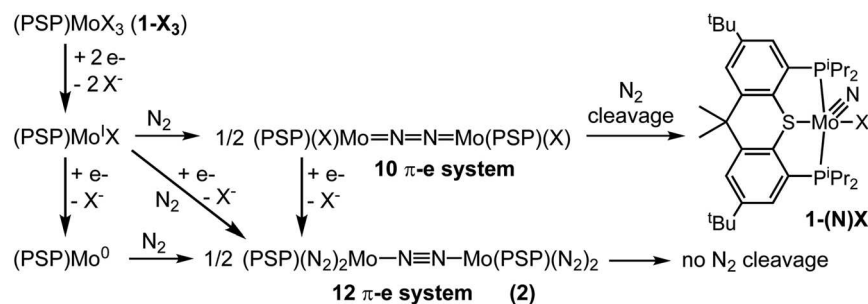 (PSP)MoX₃ (1-X₃)
+ 2 e-
- 2 X⁻
(PSP)MoᴵX
N₂
1/2 (PSP)(X)Mo=N=N=Mo(PSP)(X)
10 π-e system
N₂
cleavage
+ e-
- X⁻
+ e-
- X⁻
N₂
+ e-
- X⁻
(PSP)Mo⁰
N₂
1/2 (PSP)(N₂)₂Mo—N≡N—Mo(PSP)(N₂)₂
no N₂ cleavage
12 π-e system (2)
ᵗBu
PⁱPr₂
N
S
Mo
X
PⁱPr₂
ᵗBu
1-(N)X